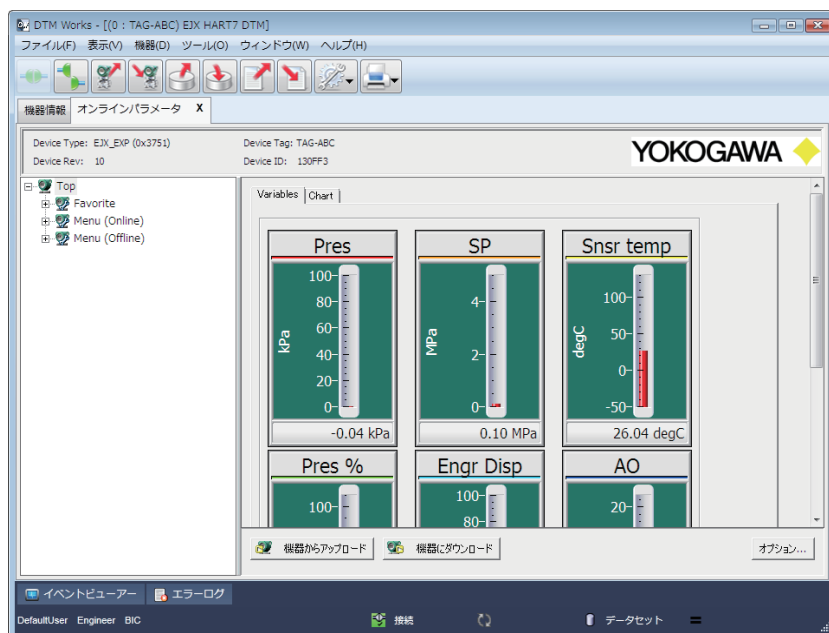 DTM Works - [(0 : TAG-ABC) EJX HART7 DTM]
ファイル(F) 表示(V) 機器(D) ツール(O) ウィンドウ(W) ヘルプ(H)
機器情報 オンラインパラメータ X
Device Type: EJX_EXP (0x3751) Device Tag: TAG-ABC
Device Rev: 10 Device ID: 130FF3
YOKOGAWA
Top
Favorite
Menu (Online)
Menu (Offline)
Variables Chart
Pres
100
80
60
40
20
0
kPa
-0.04 kPa
SP
4
2
0
MPa
0.10 MPa
Snsr temp
100
50
0
-50
degC
26.04 degC
Pres %
100
Engr Disp
100
80
AO
20
機器からアップロード 機器にダウンロード オプション...
イベントビューアー エラーログ
DefaultUser Engineer BIC 接続 データセット